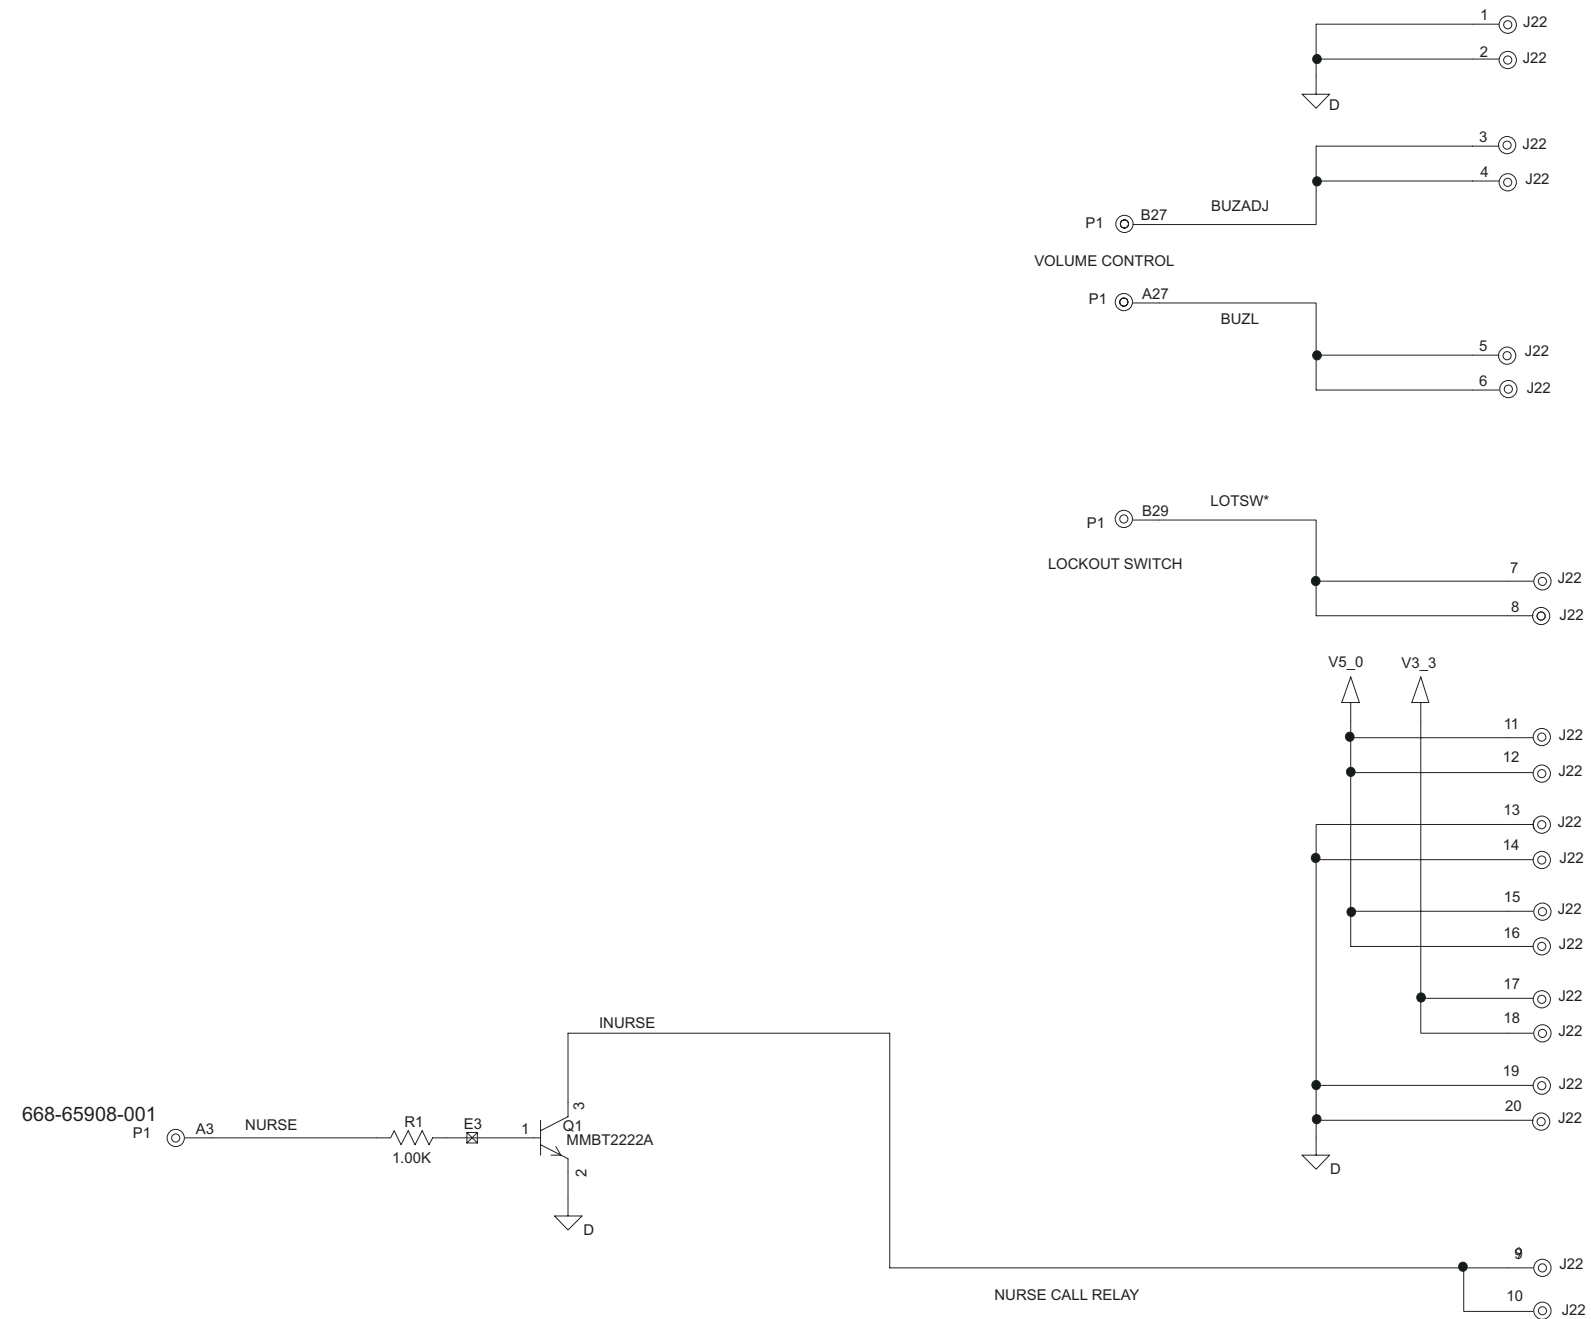 1 J22
2 J22
D
3 J22
4 J22
P1 B27 BUZADJ
VOLUME CONTROL
P1 A27
BUZL
5 J22
6 J22
P1 B29 LOTSW*
LOCKOUT SWITCH
7 J22
8 J22
V5_0 V3_3
11 J22
12 J22
13 J22
14 J22
15 J22
16 J22
17 J22
18 J22
19 J22
20 J22
D
INURSE
668-65908-001
P1 A3 NURSE R1 E3 1 3 Q1
1.00K MMBT2222A
2
D
9 J22
NURSE CALL RELAY
10 J22